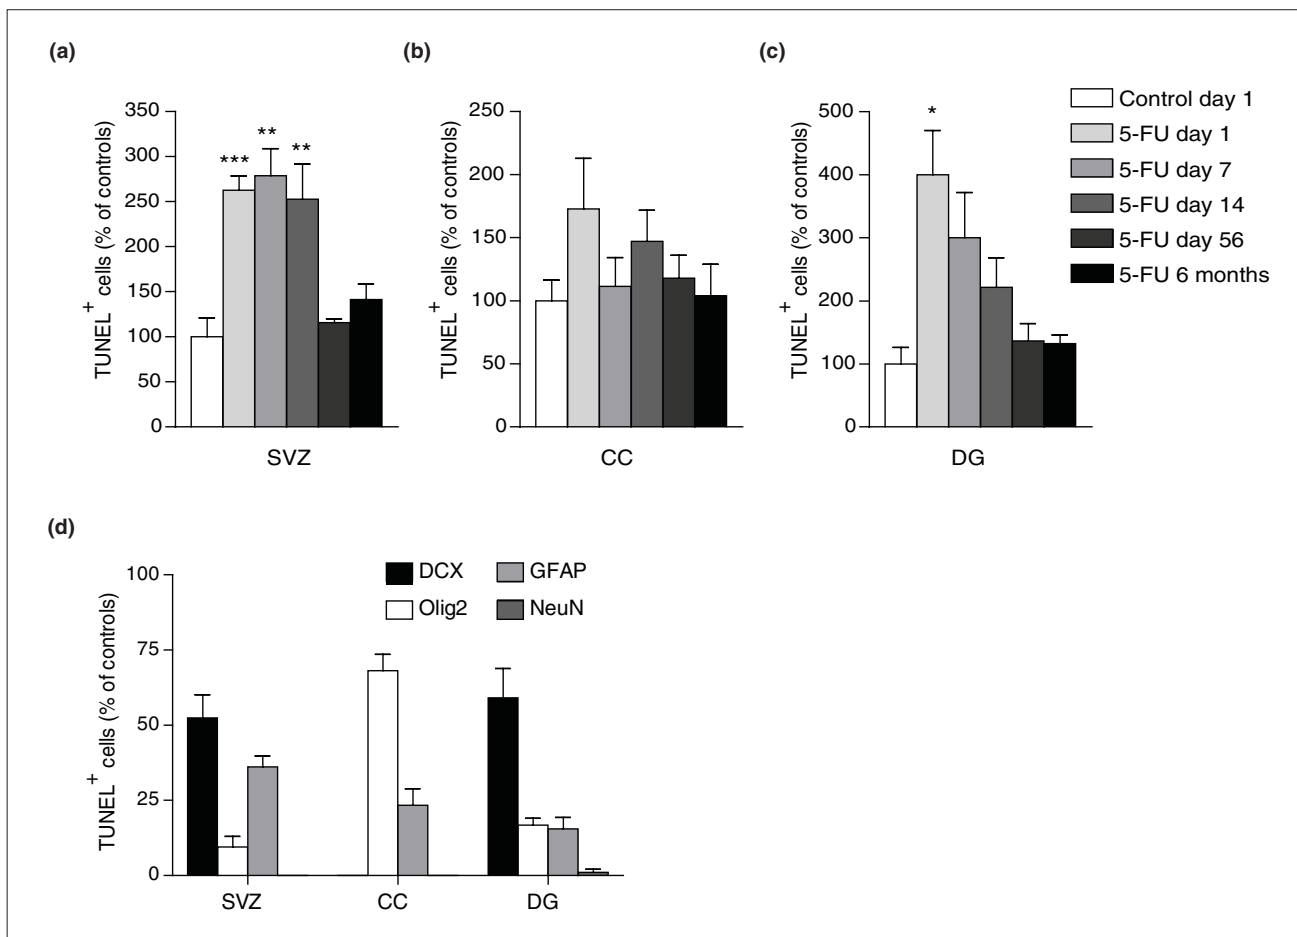 (a)
(b)
(c)
TUNEL+ cells (% of controls)
350
300
250
200
150
100
50
0
***
**
**
SVZ
TUNEL+ cells (% of controls)
250
200
150
100
50
0
CC
TUNEL+ cells (% of controls)
500
400
300
200
100
0
*
DG
Control day 1
5-FU day 1
5-FU day 7
5-FU day 14
5-FU day 56
5-FU 6 months
(d)
TUNEL+ cells (% of controls)
100
75
50
25
0
DCX GFAP
Olig2 NeuN
SVZ CC DG